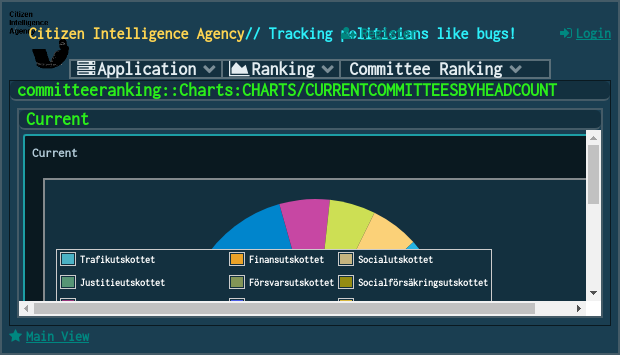 Citizen
Intelligence
Agency
Citizen Intelligence Agency// Tracking politicians like bugs!
Register
Login
Application
Ranking
Committee Ranking
committeeranking::Charts:CHARTS/CURRENTCOMMITTEESBYHEADCOUNT
Current
Current
Trafikutskottet
Finansutskottet
Socialutskottet
Justitieutskottet
Försvarsutskottet
Socialförsäkringsutskottet
Main View